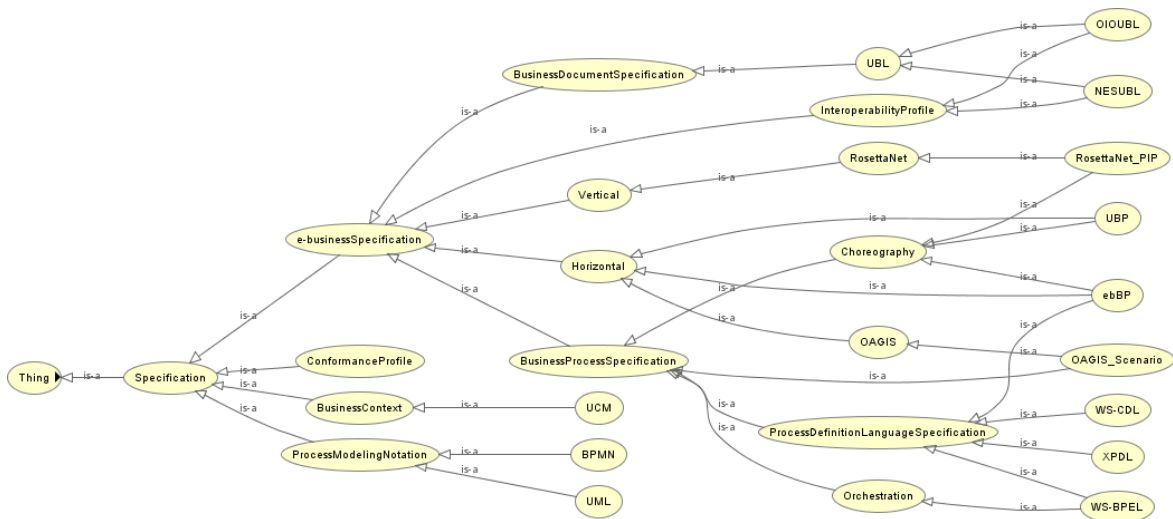 OIOUBL
is-a
BusinessDocumentSpecification
is-a
UBL
is-a
NESUBL
is-a
InteroperabilityProfile
is-a
is-a
is-a
RosettaNet
is-a
RosettaNet_PIP
is-a
Vertical
is-a
is-a
UBP
is-a
is-a
e-businessSpecification
is-a
Choreography
is-a
Horizontal
is-a
is-a
is-a
is-a
ebBP
is-a
is-a
is-a
OAGIS
is-a
ConformanceProfile
BusinessProcessSpecification
OAGIS_Scenario
Thing
is-a
Specification
is-a
is-a
is-a
BusinessContext
is-a
UCM
is-a
is-a
WS-CDL
is-a
is-a
ProcessDefinitionLanguageSpecification
ProcessModelingNotation
is-a
BPMN
is-a
XPDL
is-a
is-a
Orchestration
is-a
WS-BPEL
UML